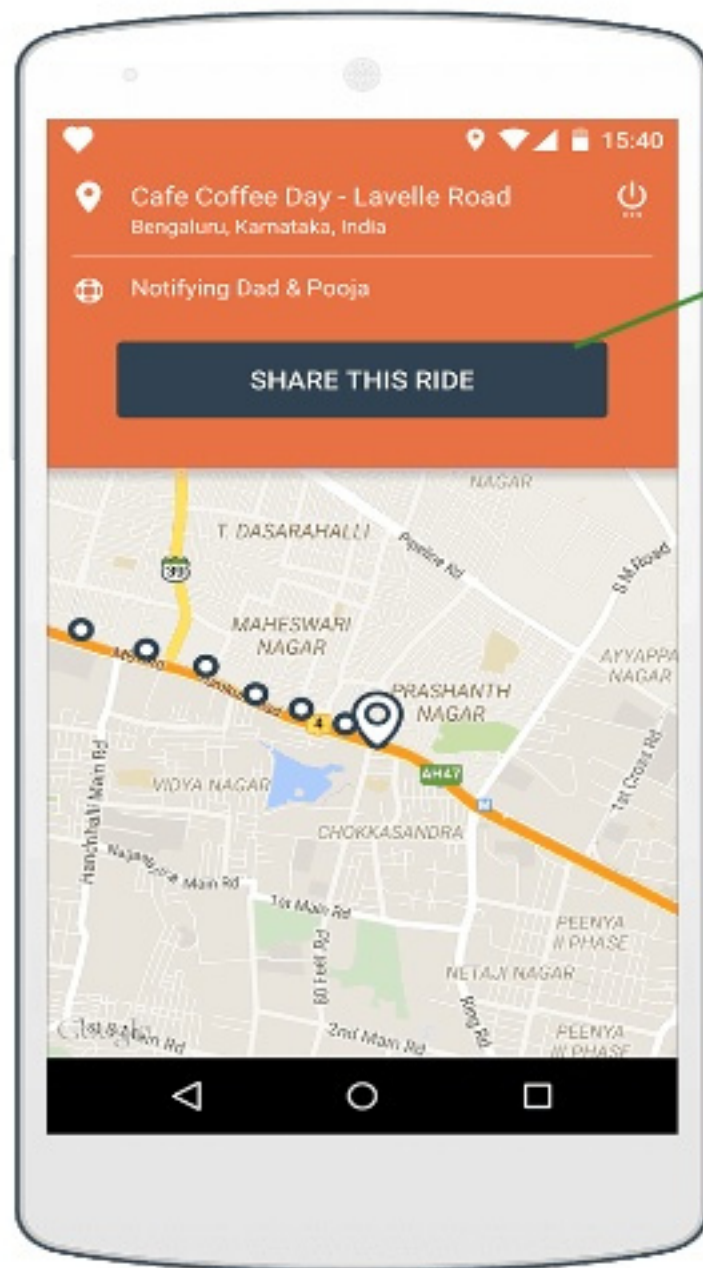 15:40
Cafe Coffee Day - Lavelle Road
Bengaluru, Karnataka, India
Notifying Dad & Pooja
SHARE THIS RIDE
NAGAR
T. DASARAHALLI
Pipeline Rd
S M Road
MAHESWARI
NAGAR
AYYAPPA
NAGAR
PRASHANTH
NAGAR
4
AH47
VIDYA NAGAR
1st Cross Rd
CHOKKASANDRA
Main Rd
Main Rd
1st Main Rd
60 Feet Rd
PEENYA
II PHASE
NETAJI NAGAR
Ring Rd
Main Rd
2nd Main Rd
PEENYA
III PHASE